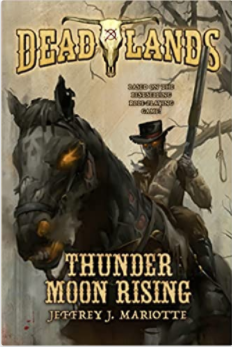 DEADLANDS
BASED ON THE
BESTSELLING
ROLE-PLAYING
GAME!
THUNDER
MOON RISING
JEFFREY J. MARIOTTE